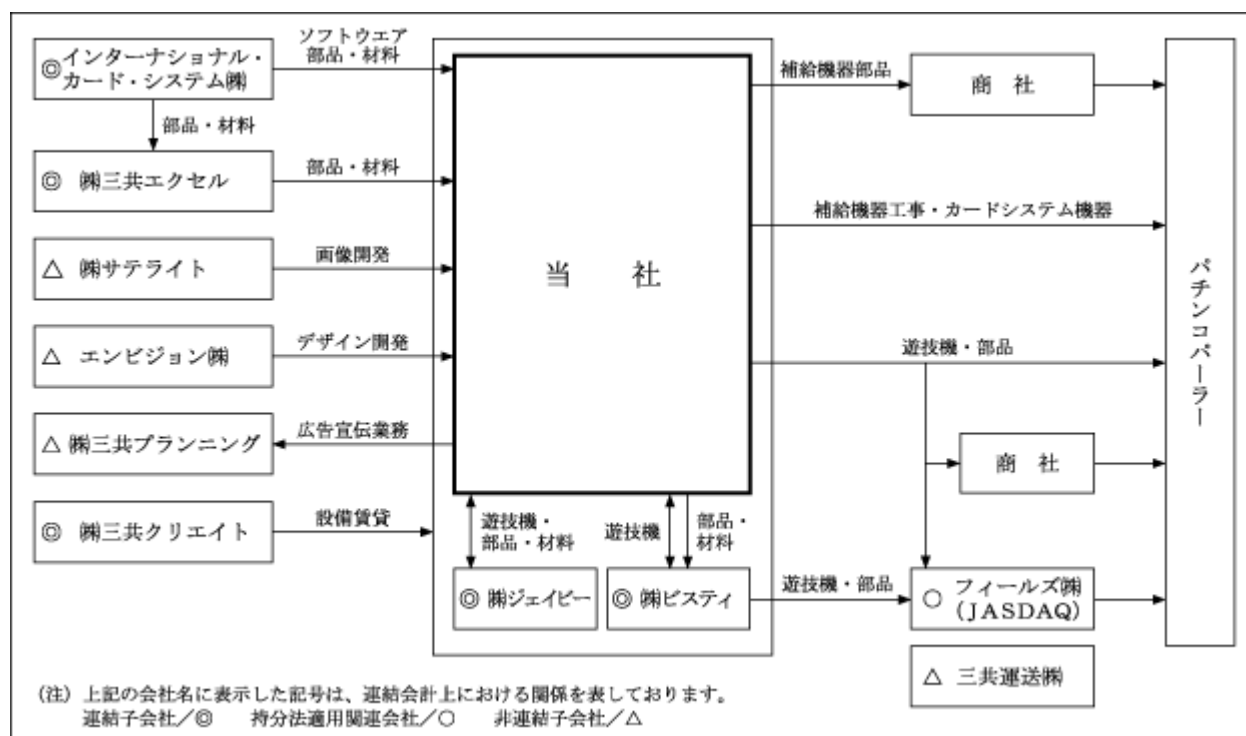 ◎インターナショナル・
カード・システム㈱
ソフトウエア
部品・材料
部品・材料
◎ ㈱三共エクセル
部品・材料
△ ㈱サテライト
画像開発
△ エンビジョン㈱
デザイン開発
△ ㈱三共プランニング
広告宣伝業務
◎ ㈱三共クリエイト
設備賃貸
当 社
遊技機・
部品・材料
遊技機
部品・
材料
◎ ㈱ジェイビー
◎ ㈱ビスティ
補給機器部品
商 社
補給機器工事・カードシステム機器
遊技機・部品
商 社
遊技機・部品
○ フィールズ㈱
(JASDAQ)
△ 三共運送㈱
パチンコパーラー
(注) 上記の会社名に表示した記号は、連結会計上における関係を表しております。
連結子会社/◎ 持分法適用関連会社/○ 非連結子会社/△